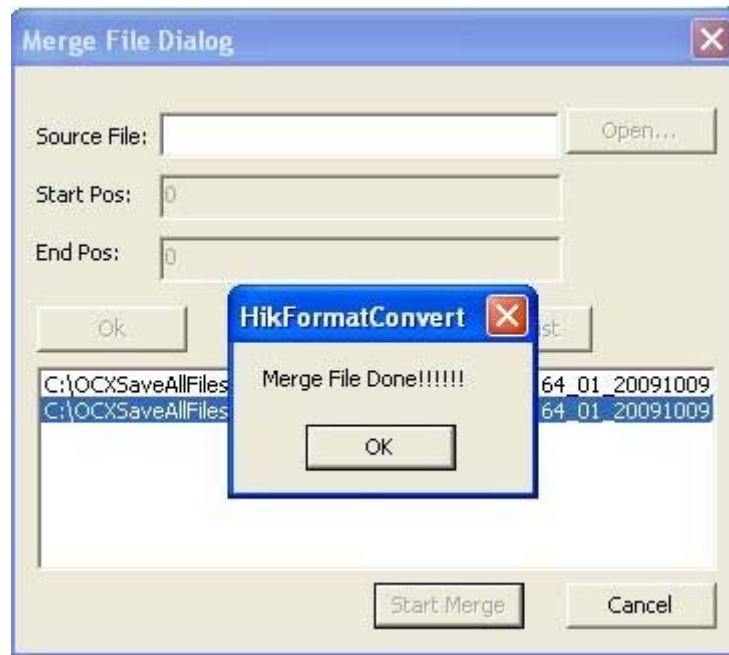 Merge File Dialog
Source File: Open...
Start Pos: 0
End Pos: 0
Ok
HikFormatConvert
Merge File Done!!!!!!
OK
C:\OCXSaveAllFiles 64_01_20091009
C:\OCXSaveAllFiles 64_01_20091009
Start Merge Cancel